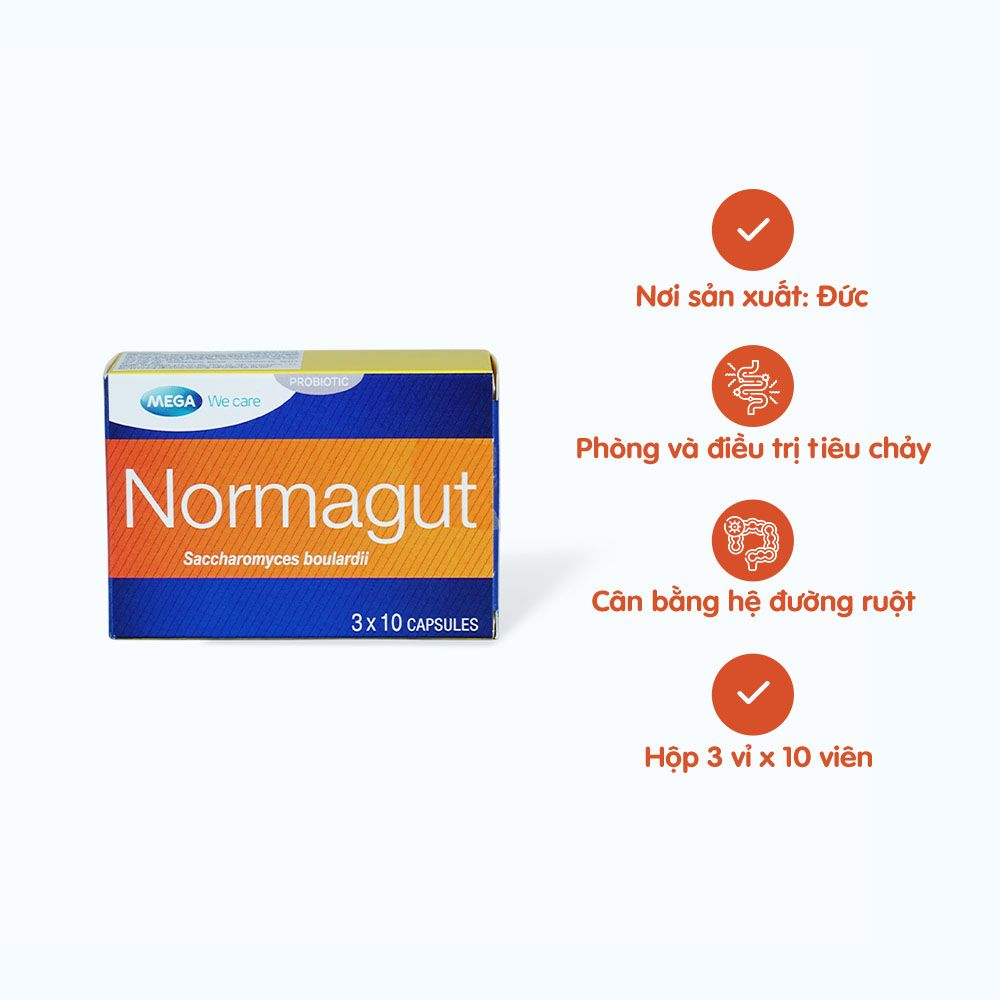 PROBIOTIC
MEGA We care
Normagut
Saccharomyces boulardii
3 x 10 CAPSULES
Nơi sản xuất: Đức
Phòng và điều trị tiêu chảy
Cân bằng hệ đường ruột
Hộp 3 vỉ x 10 viên